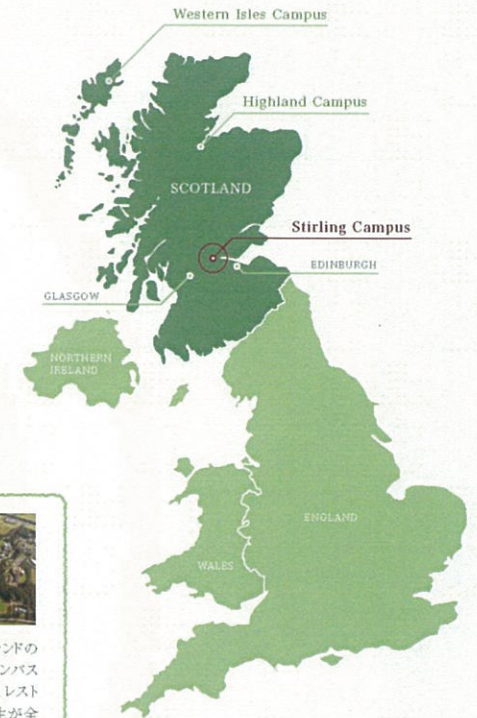 Western Isles Campus
Highland Campus
SCOTLAND
Stirling Campus
EDINBURGH
GLASGOW
NORTHERN
IRELAND
ENGLAND
WALES
ンドの
ンパス
レスト